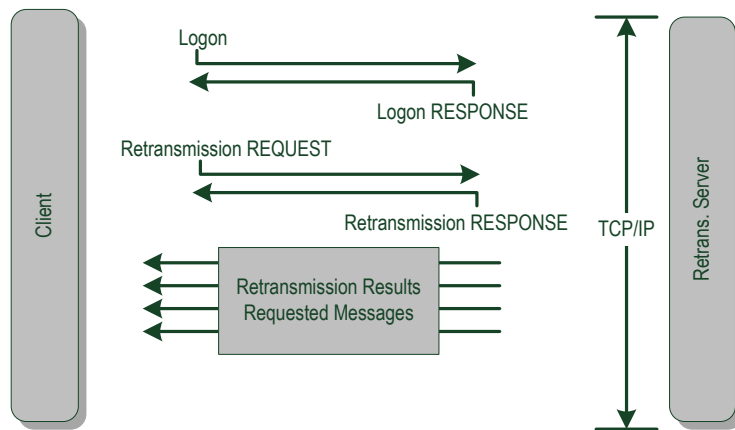 Logon
Logon RESPONSE
Retransmission REQUEST
Retransmission RESPONSE
Client
TCP/IP
Retrans. Server
Retransmission Results
Requested Messages